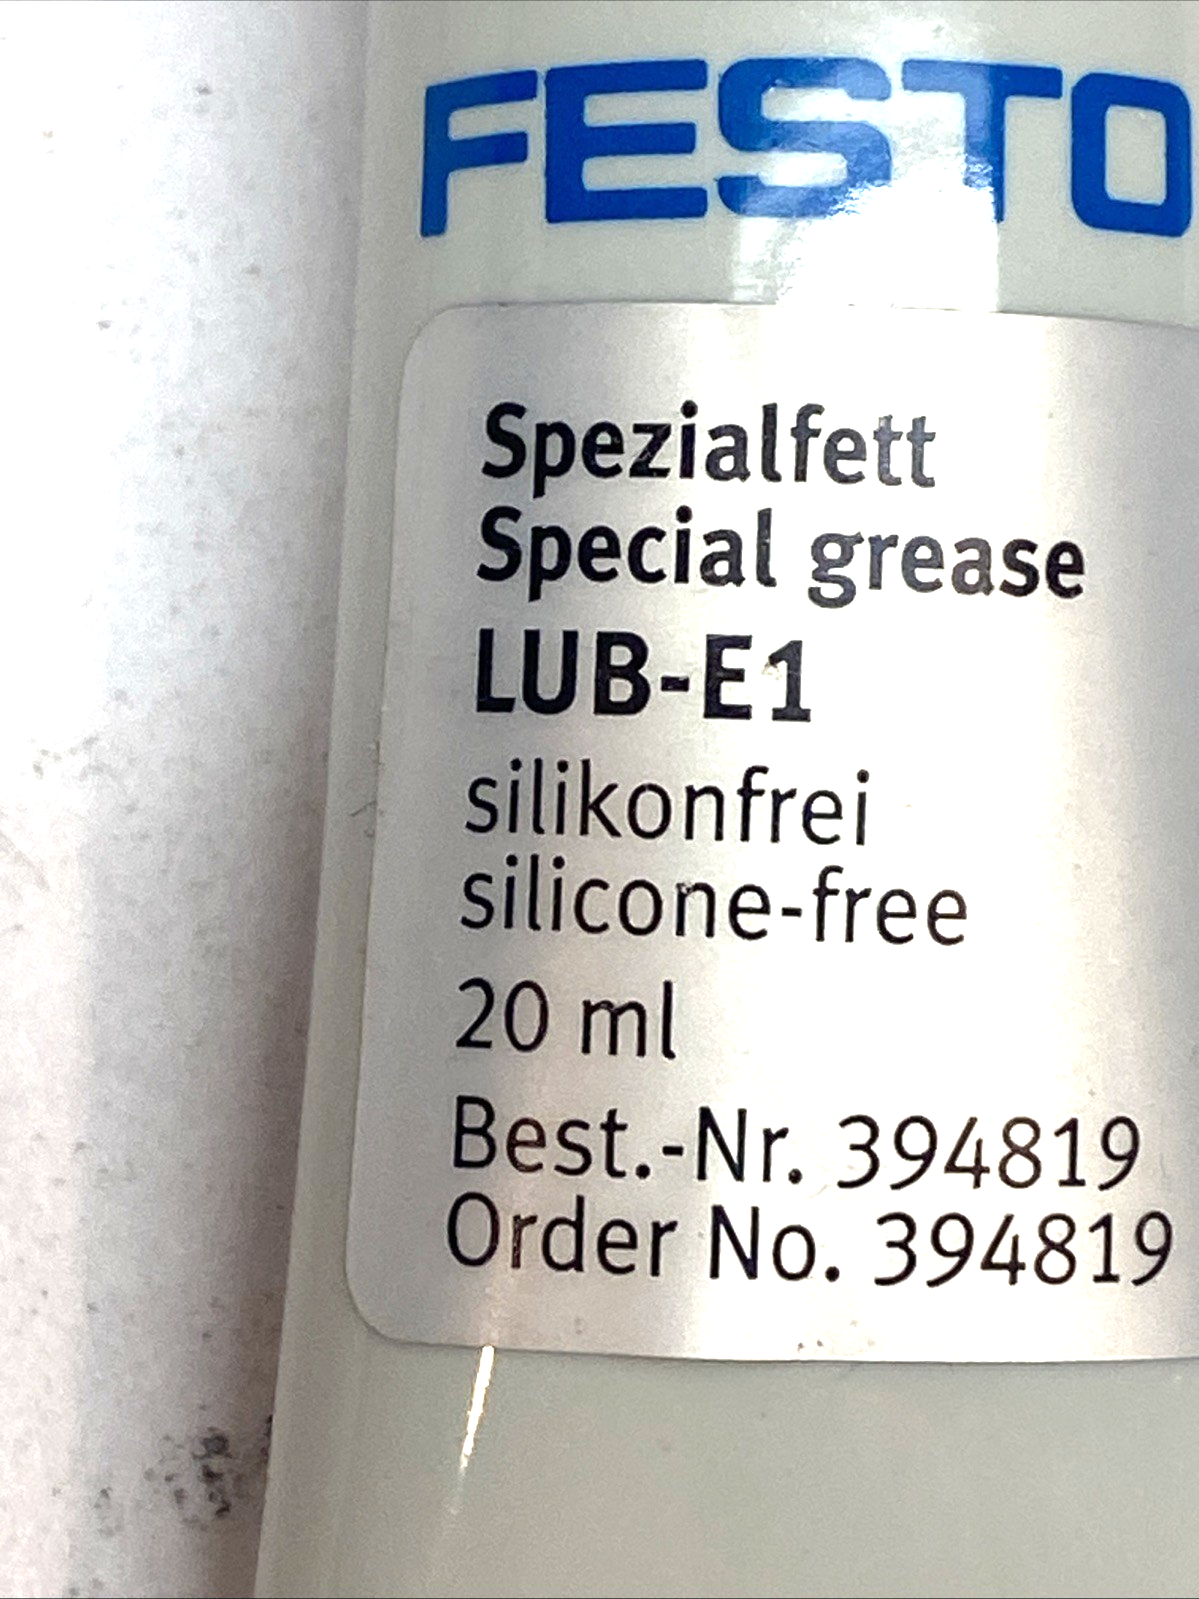 FESTO
Spezialfett
Special grease
LUB-E1
silikonfrei
silicone-free
20 ml
Best.-Nr. 394819
Order No. 394819